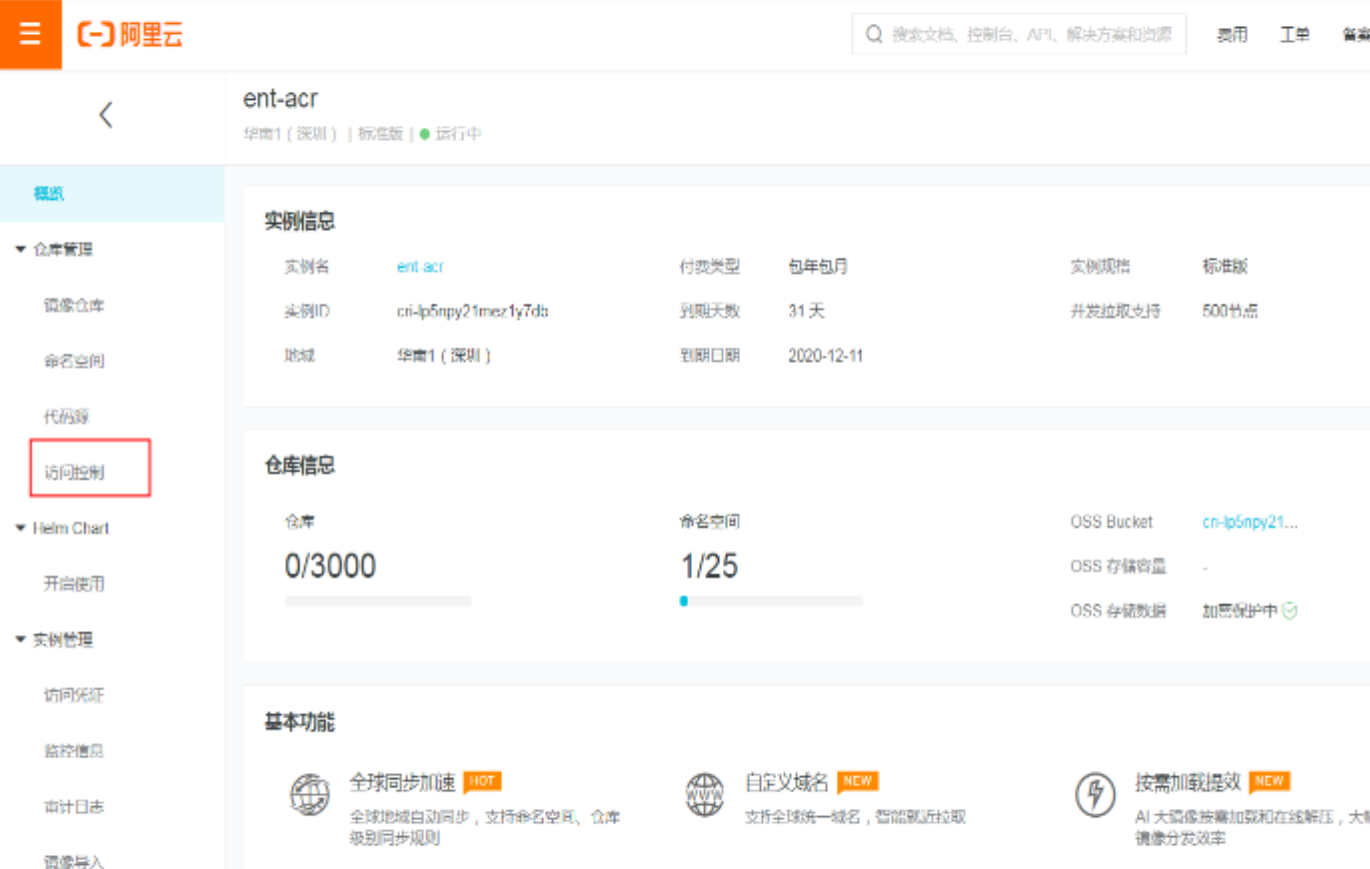 阿里云
搜索文档、控制台、API、解决方案和资源
费用
工单
备案
ent-acr
华南1（深圳） | 标准版 | 运行中
概览
仓库管理
镜像仓库
命名空间
代码源
访问控制
Helm Chart
开启使用
实例管理
访问凭证
监控信息
审计日志
镜像导入
实例信息
实例名 ent-acr 付费类型 包年包月 实例规格 标准版
实例ID cri-lp5npy21mez1y7db 到期天数 31 天 并发拉取支持 500节点
地域 华南1（深圳） 到期日期 2020-12-11
仓库信息
仓库 命名空间 OSS Bucket cri-lp5npy21...
0/3000 1/25 OSS 存储容量 -
OSS 存储数据 加密保护中
基本功能
全球同步加速 HOT
全球地域自动同步，支持命名空间、仓库
级别同步规则
WWW
自定义域名 NEW
支持全球统一域名，智能就近拉取
按需加载提效 NEW
AI 大镜像按需加载和在线解压，大幅
镜像分发效率